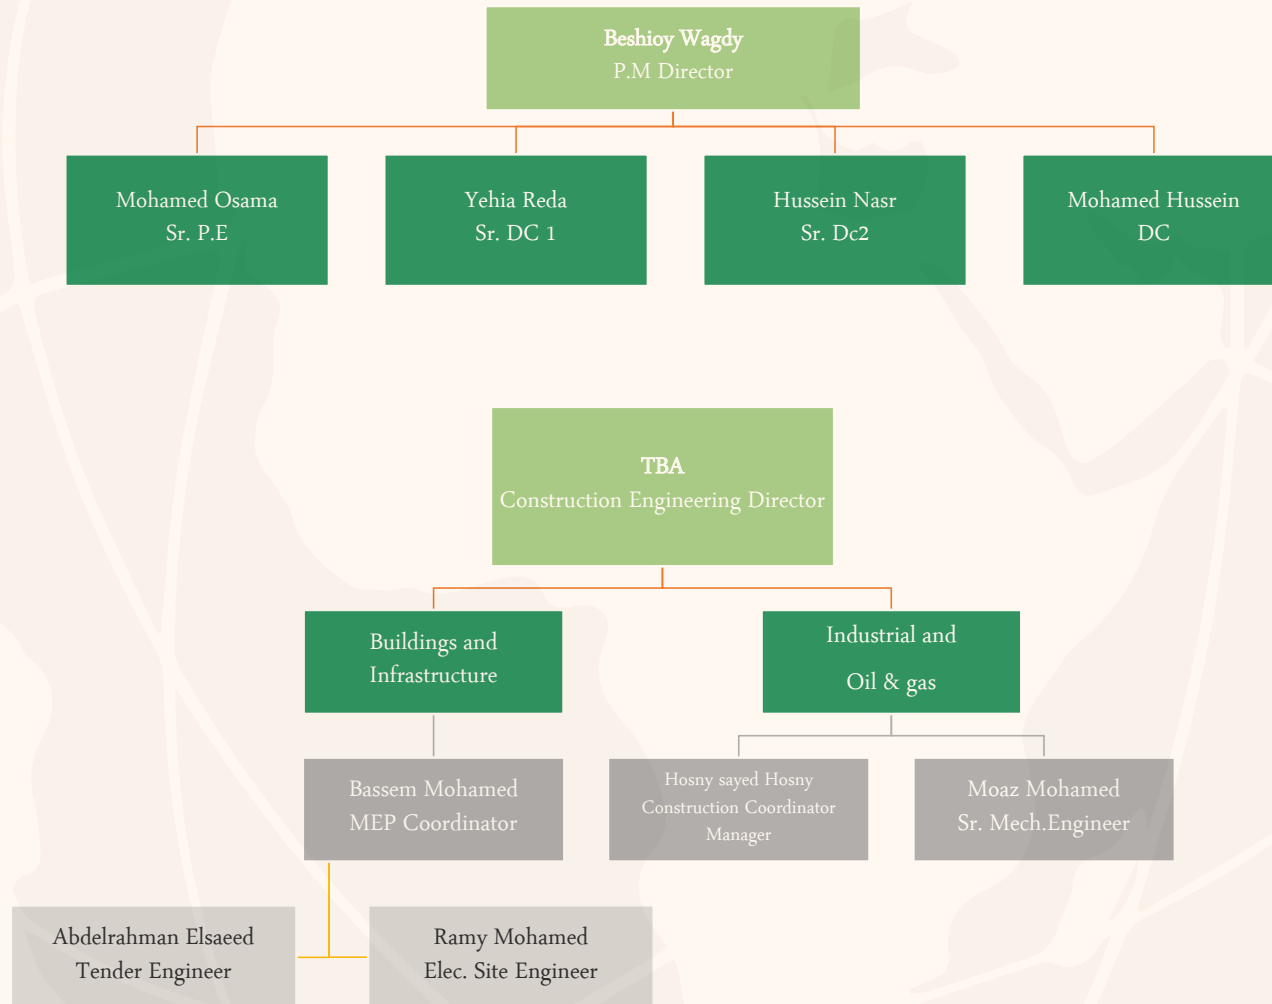 Beshioy Wagdy
P.M Director
Mohamed Osama
Sr. P.E
Yehia Reda
Sr. DC 1
Hussein Nasr
Sr. Dc2
Mohamed Hussein
DC
TBA
Construction Engineering Director
Buildings and
Infrastructure
Industrial and
Oil & gas
Bassem Mohamed
MEP Coordinator
Hosny sayed Hosny
Construction Coordinator
Manager
Moaz Mohamed
Sr. Mech.Engineer
Abdelrahman Elsaeed
Tender Engineer
Ramy Mohamed
Elec. Site Engineer